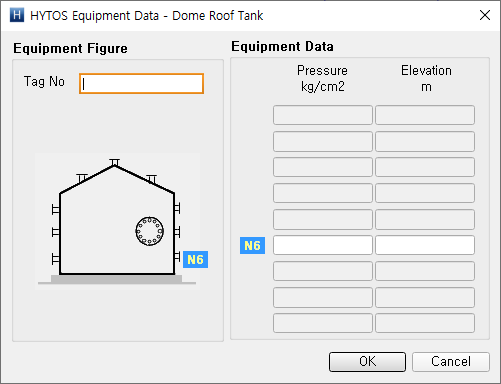 H HYTOS Equipment Data - Dome Roof Tank
Equipment Figure
Tag No
N6
Equipment Data
Pressure Elevation
kg/cm2 m
N6
OK Cancel